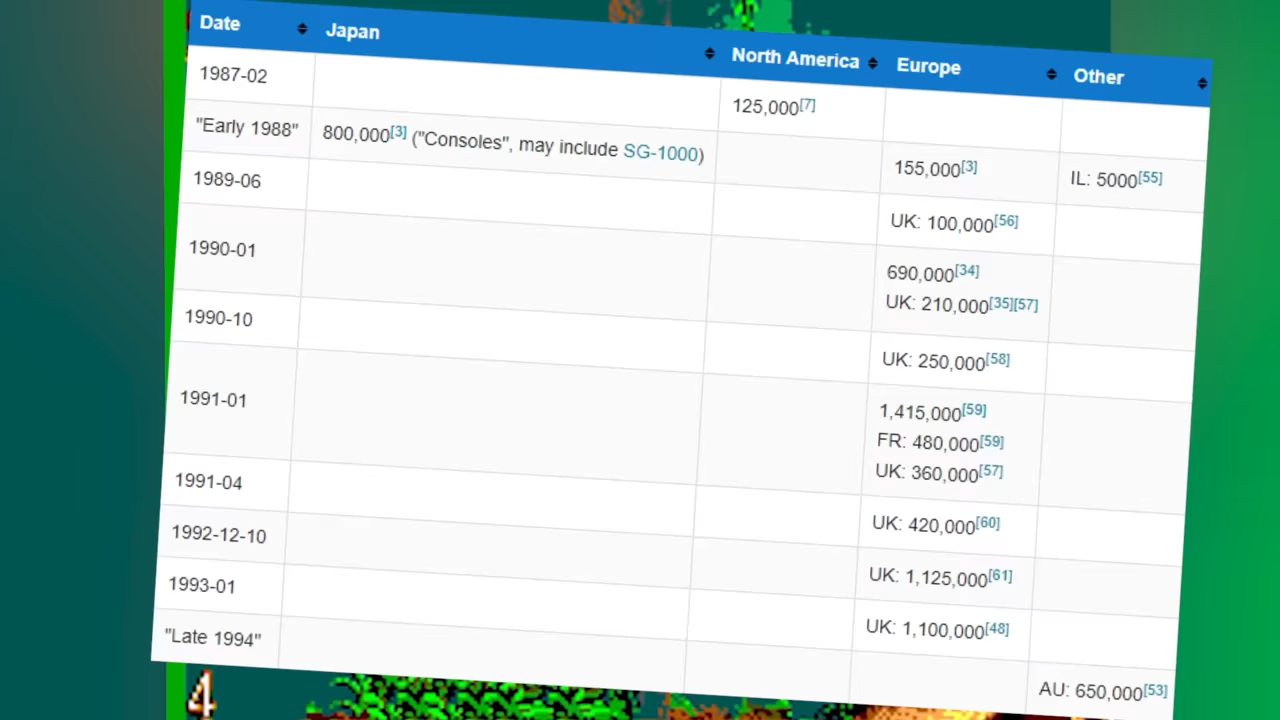 Date Japan North America Europe Other
1987-02 125,000[7]
"Early 1988" 800,000[3] ("Consoles", may include SG-1000) 155,000[3] IL: 5000[55]
1989-06 UK: 100,000[56]
1990-01 690,000[34]
UK: 210,000[35][57]
1990-10 UK: 250,000[58]
1991-01 1,415,000[59]
FR: 480,000[59]
UK: 360,000[57]
1991-04 UK: 420,000[60]
1992-12-10 UK: 1,125,000[61]
1993-01 UK: 1,100,000[48]
"Late 1994" AU: 650,000[53]
4